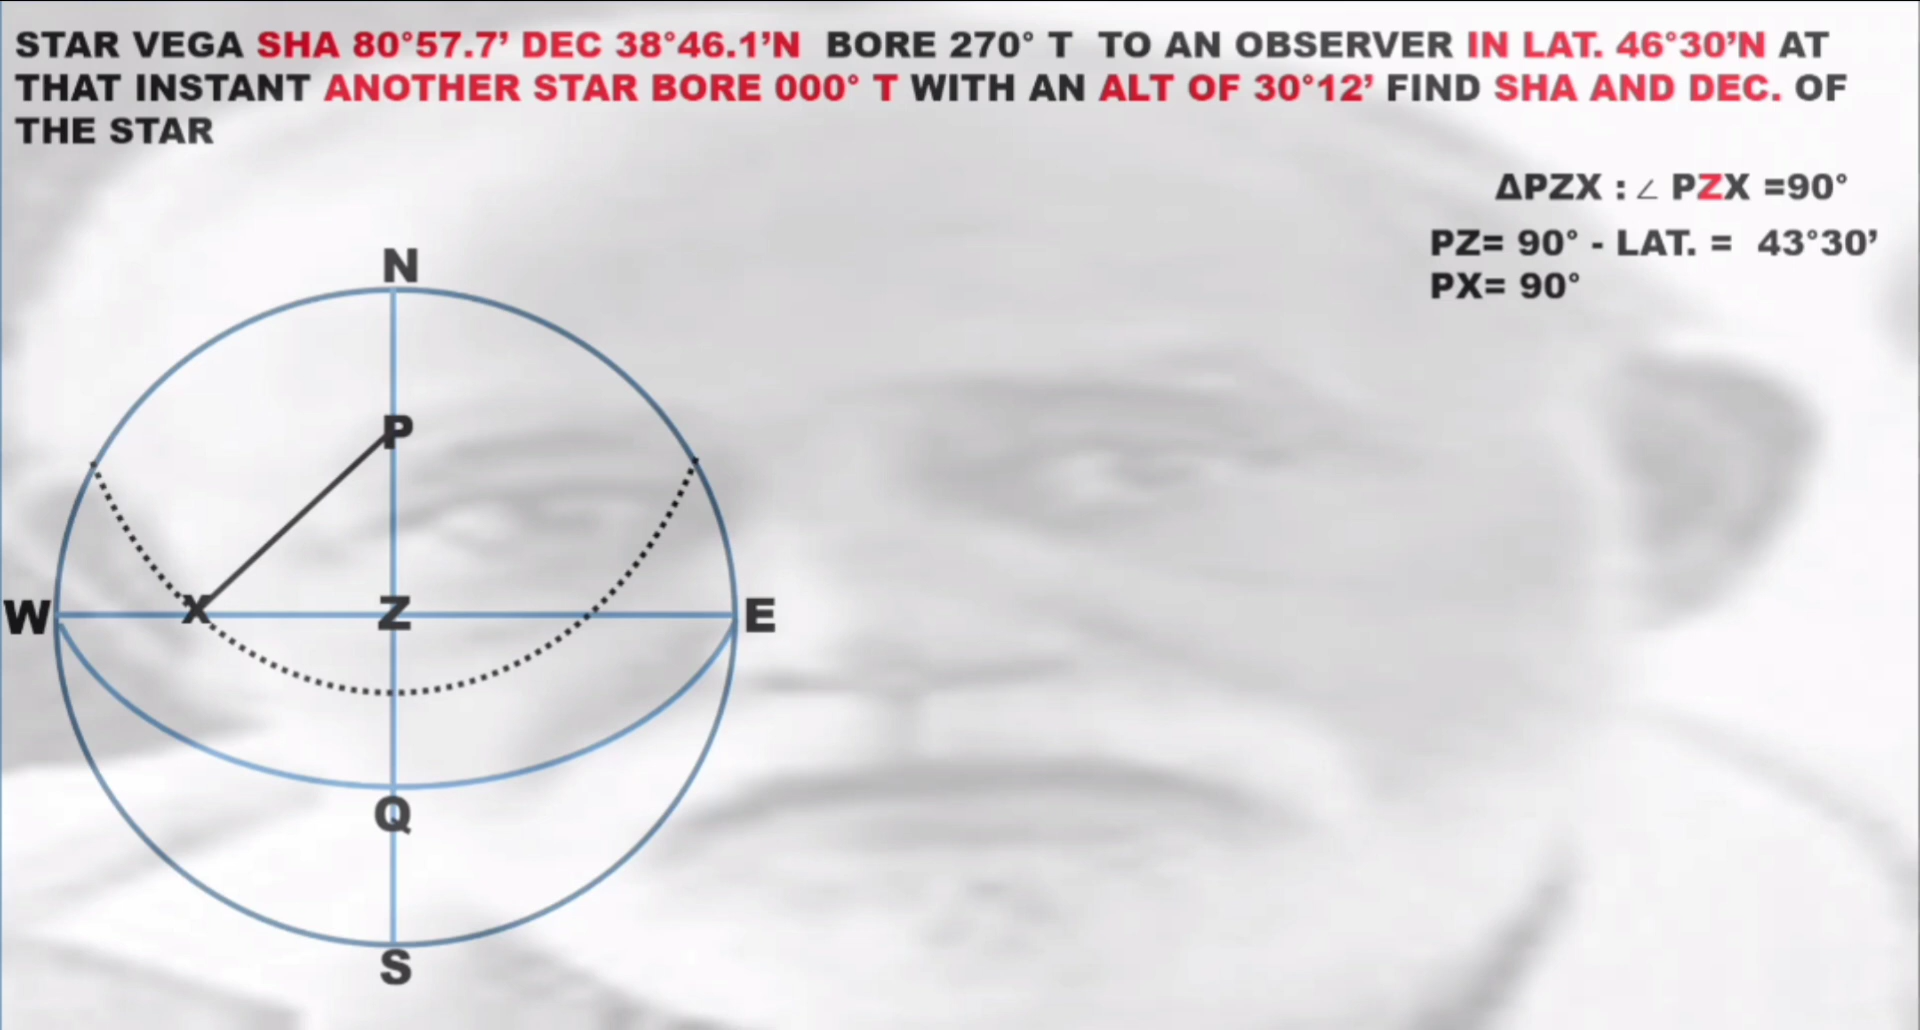 STAR VEGA SHA 80°57.7’ DEC 38°46.1’N BORE 270° T TO AN OBSERVER IN LAT. 46°30’N AT
THAT INSTANT ANOTHER STAR BORE 000° T WITH AN ALT OF 30°12’ FIND SHA AND DEC. OF
THE STAR
ΔPZX : ∠ PZX =90°
PZ= 90° - LAT. = 43°30’
PX= 90°
N
P
W X Z E
Q
S